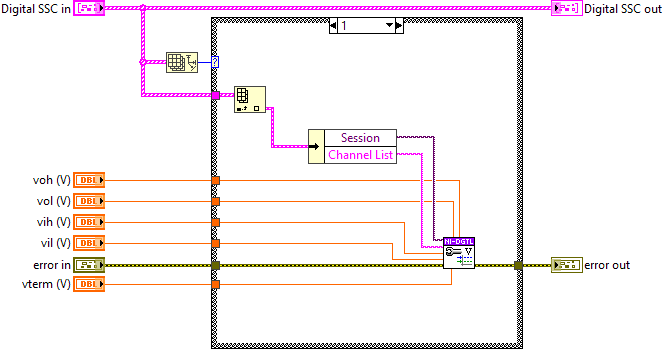 Digital SSC in
Digital SSC out
1
?
Session
Channel List
voh (V)
DBL
vol (V)
DBL
vih (V)
DBL
vil (V)
DBL
NI-DGTL
error in
error out
vterm (V)
DBL